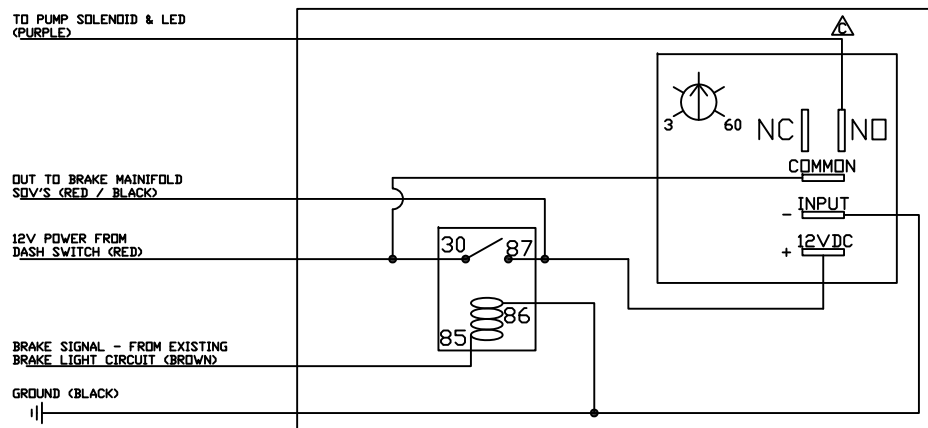 TO PUMP SOLENOID & LED
(PURPLE)
C
3
60
NC
NO
COMMON
OUT TO BRAKE MAINIFOLD
SOV'S (RED / BLACK)
- INPUT
12V POWER FROM
DASH SWITCH (RED)
30
87
+ 12VDC
86
85
BRAKE SIGNAL - FROM EXISTING
BRAKE LIGHT CIRCUIT (BROWN)
GROUND (BLACK)